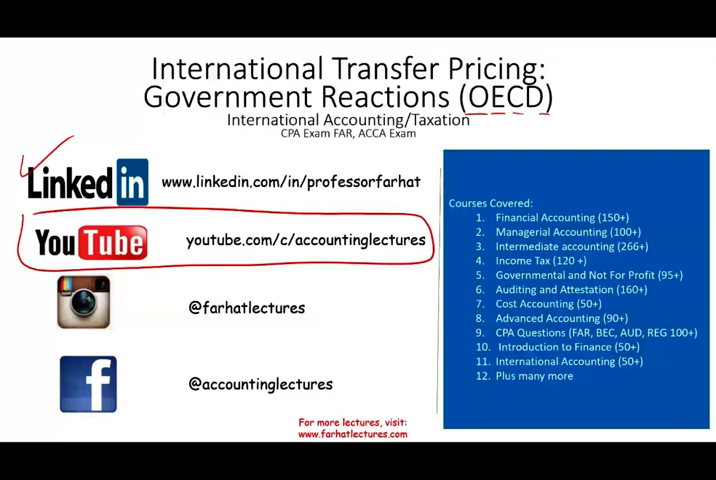 International Transfer Pricing:
Government Reactions (OECD)
International Accounting/Taxation
CPA Exam FAR, ACCA Exam
Linked in
www.linkedin.com/in/professorfarhat
YouTube
youtube.com/c/accountinglectures
@farhatlectures
f
@accountinglectures
For more lectures, visit:
www.farhatlectures.com
Courses Covered:
1. Financial Accounting (150+)
2. Managerial Accounting (100+)
3. Intermediate accounting (266+)
4. Income Tax (120 +)
5. Governmental and Not For Profit (95+)
6. Auditing and Attestation (160+)
7. Cost Accounting (50+)
8. Advanced Accounting (90+)
9. CPA Questions (FAR, BEC, AUD, REG 100+)
10. Introduction to Finance (50+)
11. International Accounting (50+)
12. Plus many more